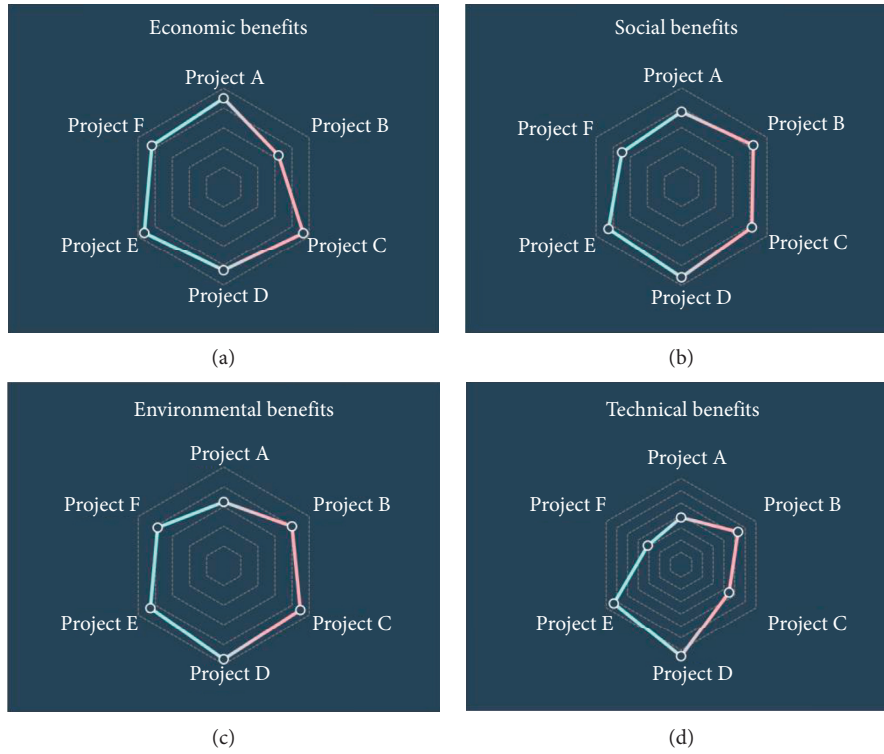 Economic benefits
Project A
Project F
Project B
Project E
Project C
Project D
(a)
Social benefits
Project A
Project F
Project B
Project E
Project C
Project D
(b)
Environmental benefits
Project A
Project F
Project B
Project E
Project C
Project D
(c)
Technical benefits
Project A
Project F
Project B
Project E
Project C
Project D
(d)